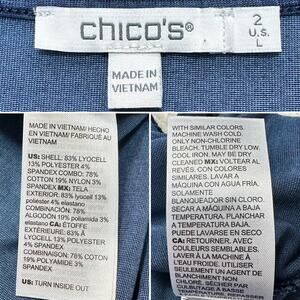 chico's®
2
U.S.
L
MADE IN
VIETNAM
MADE IN VIETNAM/ HECHO
EN VIETNAM/ FABRIQUÉ AU
VIETNAM
US: SHELL: 83% LYOCELL
13% POLYESTER 4%
SPANDEX COMBO: 78%
COTTON 19% NYLON 3%
SPANDEX MX: TELA
EXTERIOR: 83% lyocell 13%
poliéster 4% elastano
COMBINACIÓN: 78%
ALGODÓN 19% poliamida 3%
elastano CA: ÉTOFFE
EXTÉRIEURE: 83%
LYOCELL 13% POLYESTER
4% SPANDEX
COMBINAISON: 78% COTON
19% POLYAMIDE 3%
SPANDEX
US: TURN INSIDE OUT
WITH SIMILAR COLORS.
MACHINE WASH COLD.
ONLY NON-CHLORINE
BLEACH. TUMBLE DRY LOW.
COOL IRON. MAY BE DRY
CLEANED MX: VOLTEAR AL
REVÉS. CON COLORES
SIMILARES. LAVAR A
MÁQUINA CON AGUA FRÍA.
SOLAMENTE
BLANQUEADOR SIN CLORO.
SECAR A MÁQUINA A BAJA
TEMPERATURA. PLANCHAR
A BAJA TEMPERATURA.
PUEDE LAVARSE EN SECO
CA: RETOURNER. AVEC
COULEURS SEMBLABLES.
LAVER À LA MACHINE À
L'EAU FROIDE. UTILISER
SEULEMENT UN AGENT DE
BLANCHIMENT NON
CHLORÉ. SÉCHER PAR
CULBUTAGE À BASSE
TEMPÉRATURE.